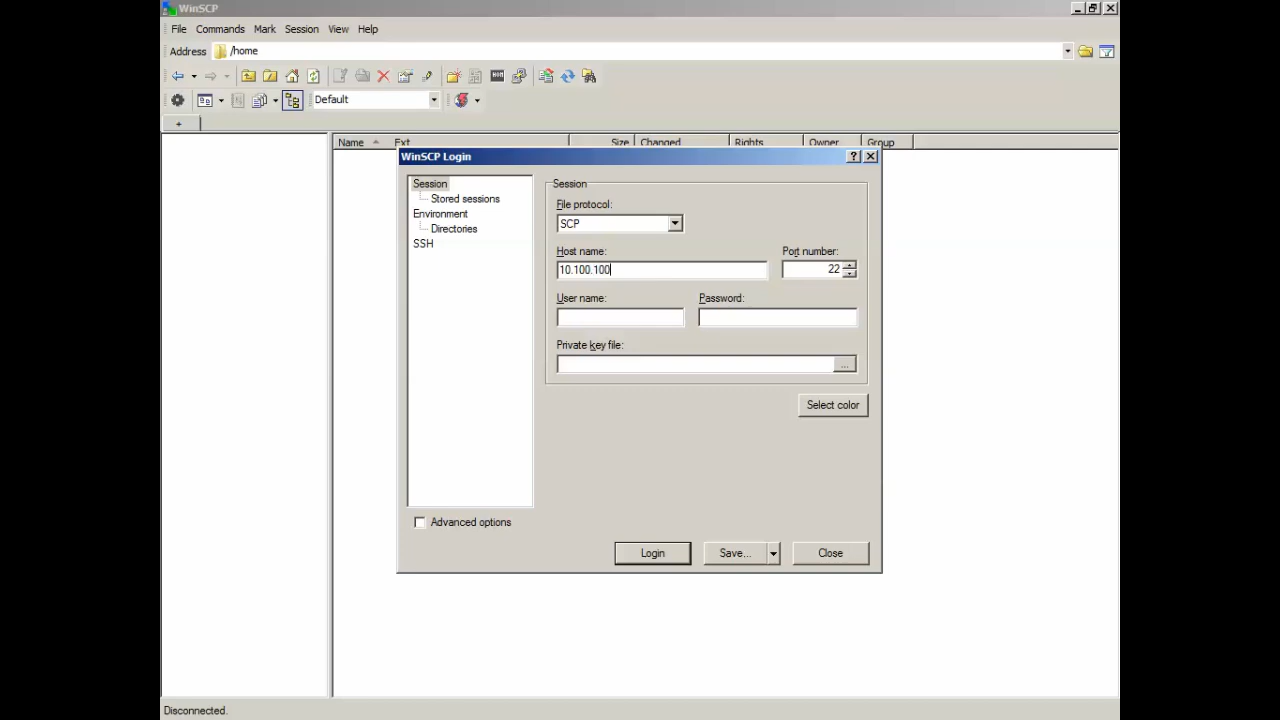 WinSCP
File Commands Mark Session View Help
Address /home
Default
+
Name Ext Size Changed Rights Owner Group
WinSCP Login
Session
Stored sessions
Environment
Directories
SSH
Session
File protocol:
SCP
Host name: Port number:
10.100.100 22
User name: Password:
Private key file:
...
Select color
Advanced options
Login Save... Close
Disconnected.